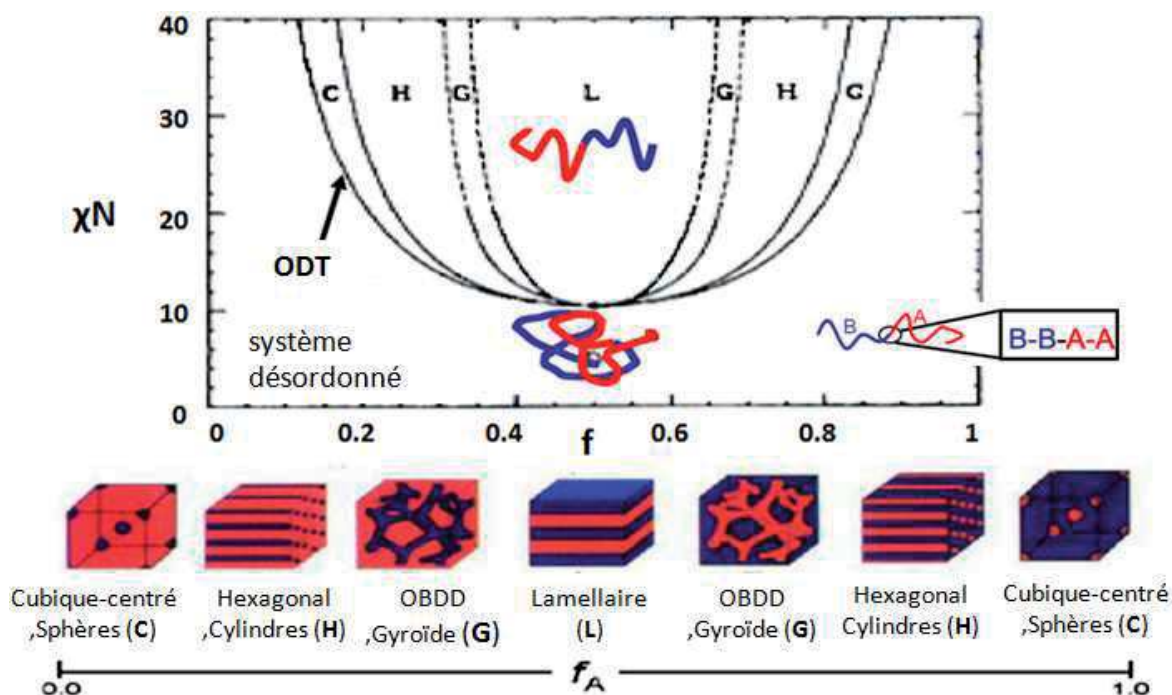 40
30
20
10
0
χN
C H G L G H C
ODT
système
désordonné
B A
B-B-A-A
0 0.2 0.4 f 0.6 0.8 1
Cubique-centré
,Sphères (C)
Hexagonal
,Cylindres (H)
OBDD
,Gyroïde (G)
Lamellaire
(L)
OBDD
,Gyroïde (G)
Hexagonal
Cylindres (H)
Cubique-centré
,Sphères (C)
0.0 fA 1.0